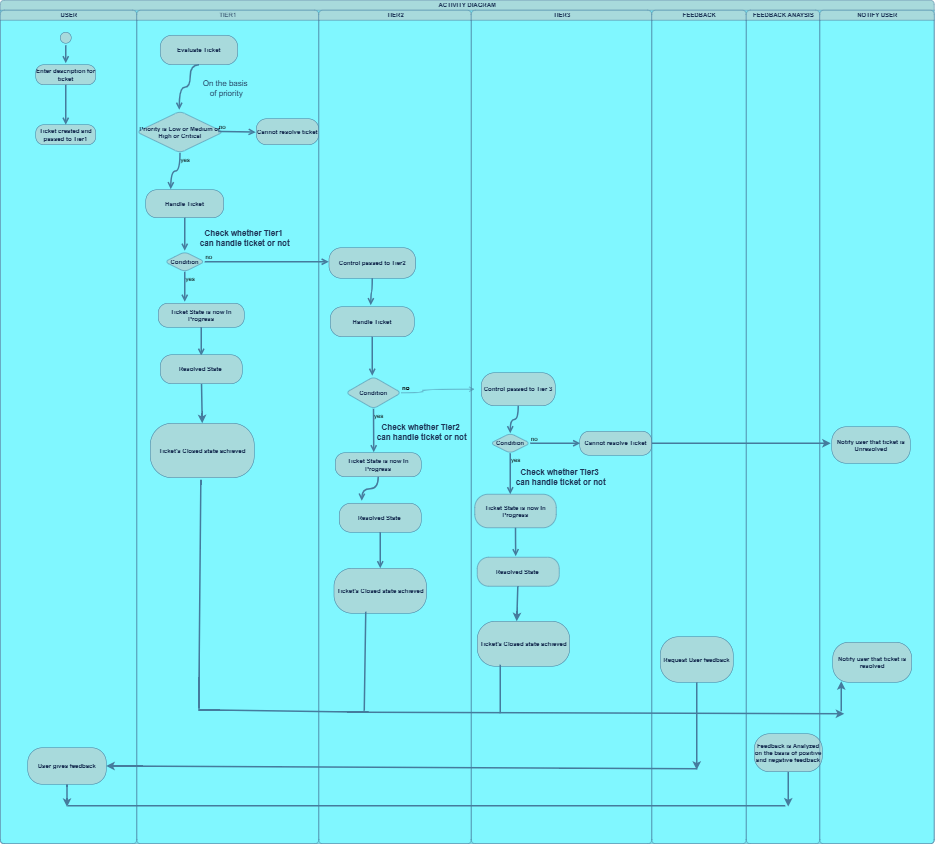 ACTIVITY DIAGRAM
USER
TIER1
TIER2
TIER3
FEEDBACK
FEEDBACK ANAYSIS
NOTIFY USER
Enter description for
ticket
Ticket created and
passed to Tier1
Evaluate Ticket
On the basis
of priority
Priority is Low or Medium or
High or Critical
no
Cannot resolve ticket
yes
Handle Ticket
Check whether Tier1
can handle ticket or not
Condition
no
yes
Ticket State is now In
Progress
Resolved State
Ticket's Closed state achieved
Control passed to Tier2
Handle Ticket
Condition
no
yes
Check whether Tier2
can handle ticket or not
Ticket State is now In
Progress
Resolved State
Ticket's Closed state achieved
Control passed to Tier 3
Condition
no
Cannot resolve Ticket
yes
Check whether Tier3
can handle ticket or not
Ticket State is now In
Progress
Resolved State
Ticket's Closed state achieved
Notify user that ticket is
Unresolved
Request User feedback
Notify user that ticket is
resolved
Feedback is Analyzed
on the basis of positive
and negative feedback
User gives feedback